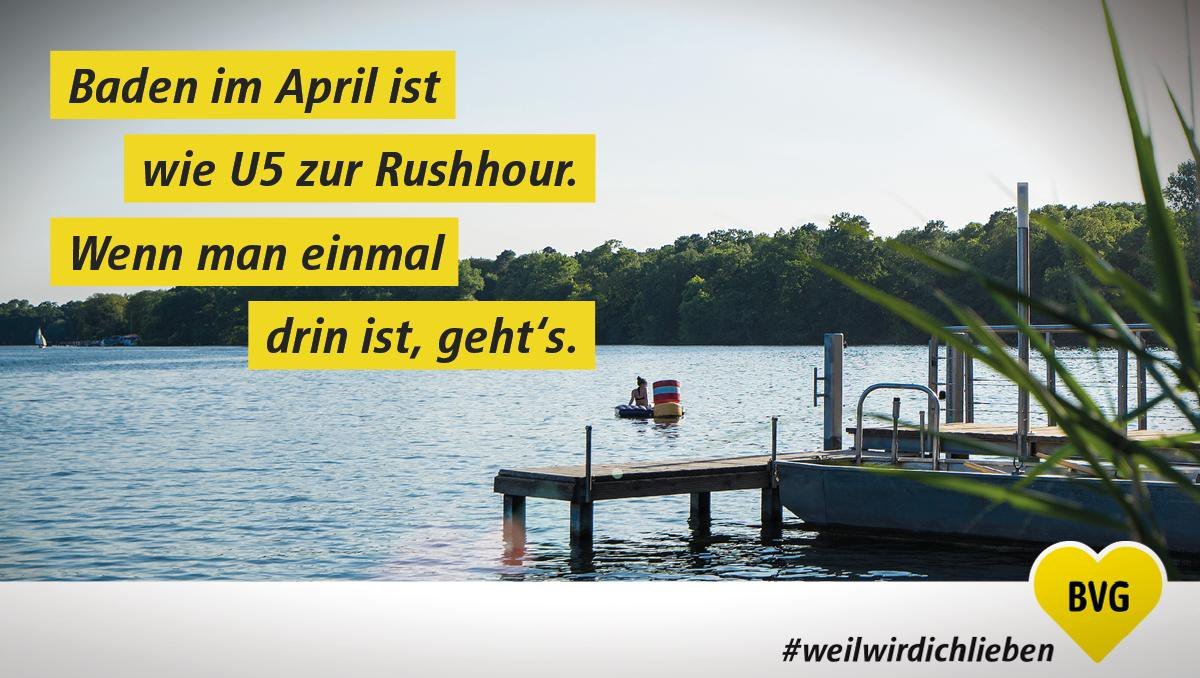 Baden im April ist
wie U5 zur Rushhour.
Wenn man einmal
drin ist, geht‘s.
BVG
#weilwirdichlieben